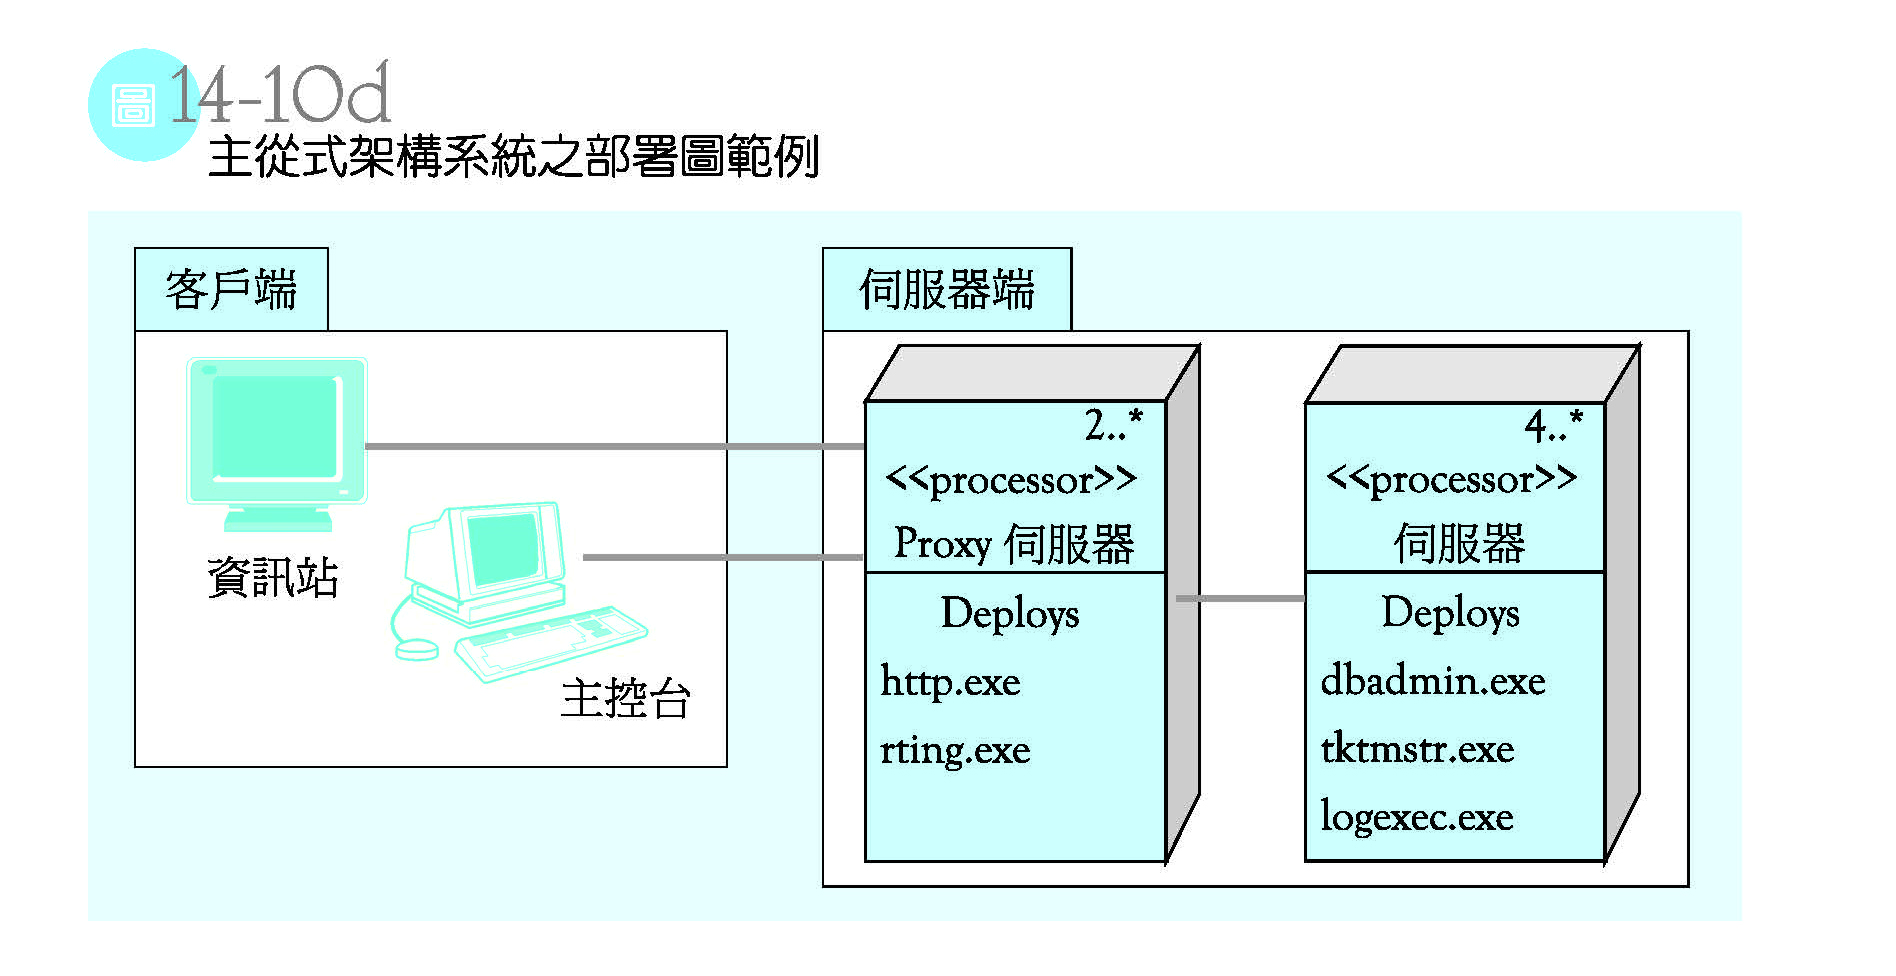 圖14-10d
主從式架構系統之部署圖範例
客戶端
資訊站
主控台
伺服器端
2..*
<<processor>>
Proxy 伺服器
Deploys
http.exe
rting.exe
4..*
<<processor>>
伺服器
Deploys
dbadmin.exe
tktmstr.exe
logexec.exe